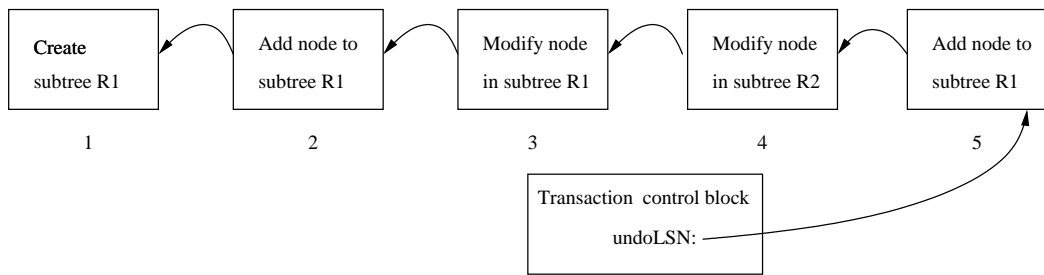 Create
subtree R1
Add node to
subtree R1
Modify node
in subtree R1
Modify node
in subtree R2
Add node to
subtree R1
1
2
3
4
5
Transaction control block
undoLSN: